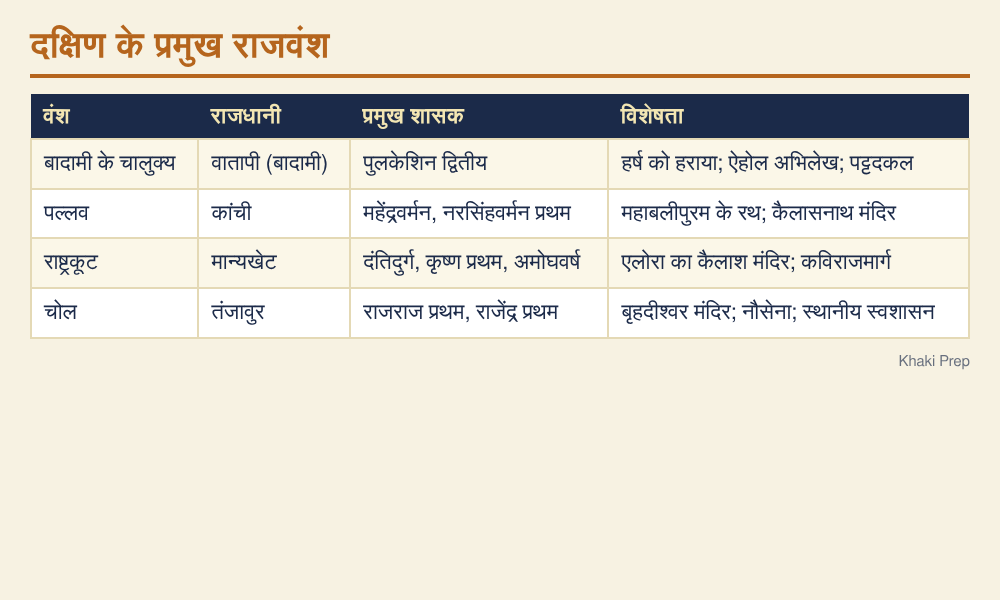 दक्षिण के प्रमुख राजवंश
वंश राजधानी प्रमुख शासक विशेषता
बादामी के चालुक्य वातापी (बादामी) पुलकेशिन द्वितीय हर्ष को हराया; ऐहोल अभिलेख; पट्टदकल
पल्लव कांची महेंद्रवर्मन, नरसिंहवर्मन प्रथम महाबलीपुरम के रथ; कैलासनाथ मंदिर
राष्ट्रकूट मान्यखेट दंतिदुर्ग, कृष्ण प्रथम, अमोघवर्ष एलोरा का कैलाश मंदिर; कविराजमार्ग
चोल तंजावुर राजराज प्रथम, राजेंद्र प्रथम बृहदीश्वर मंदिर; नौसेना; स्थानीय स्वशासन
Khaki Prep